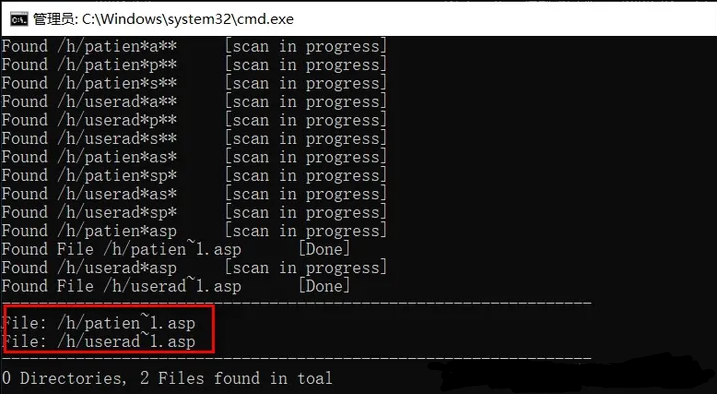 管理员: C:\Windows\system32\cmd.exe
Found /h/patien*a** [scan in progress]
Found /h/patien*p** [scan in progress]
Found /h/patien*s** [scan in progress]
Found /h/userad*a** [scan in progress]
Found /h/userad*p** [scan in progress]
Found /h/userad*s** [scan in progress]
Found /h/patien*as* [scan in progress]
Found /h/patien*sp* [scan in progress]
Found /h/userad*as* [scan in progress]
Found /h/userad*sp* [scan in progress]
Found /h/patien*asp [scan in progress]
Found File /h/patien~1.asp [Done]
Found /h/userad*asp [scan in progress]
Found File /h/userad~1.asp [Done]
File: /h/patien~1.asp
File: /h/userad~1.asp
0 Directories, 2 Files found in toal